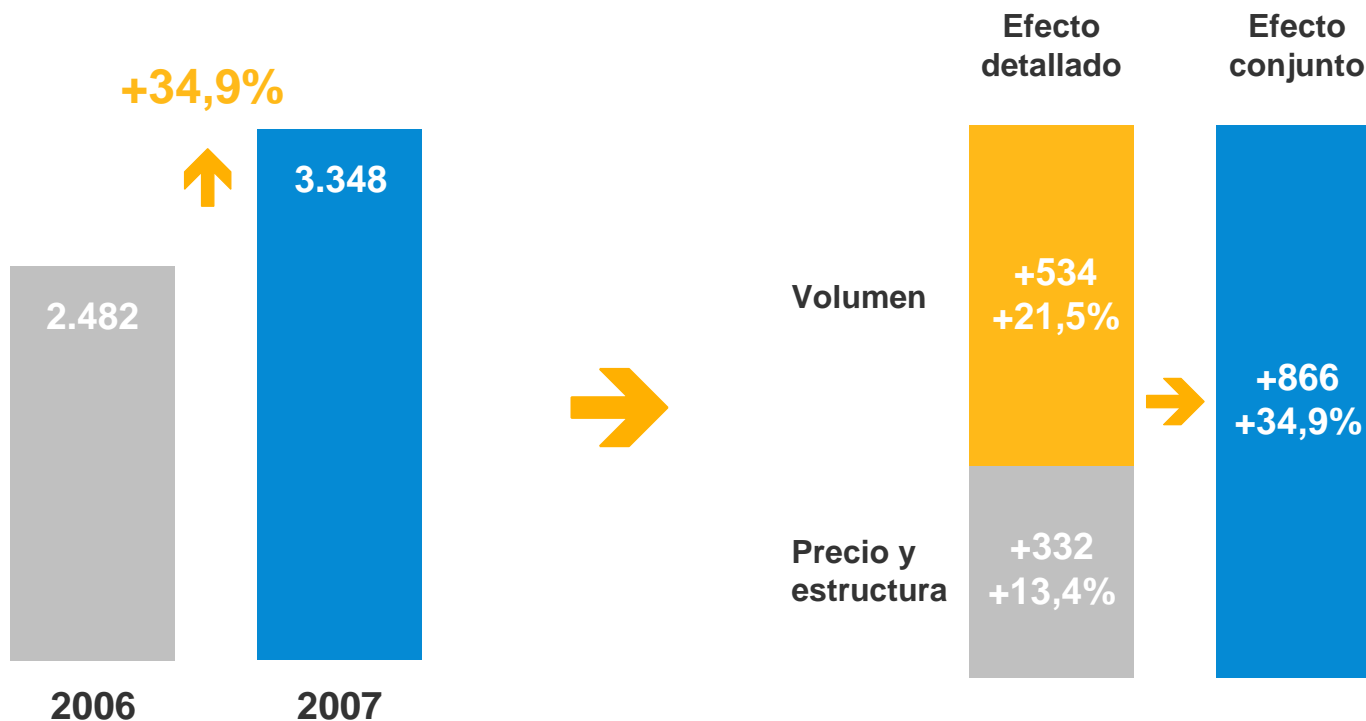 +34,9%
2.482
3.348
2006
2007
Efecto
detallado
Efecto
conjunto
Volumen
+534
+21,5%
+866
+34,9%
Precio y
estructura
+332
+13,4%